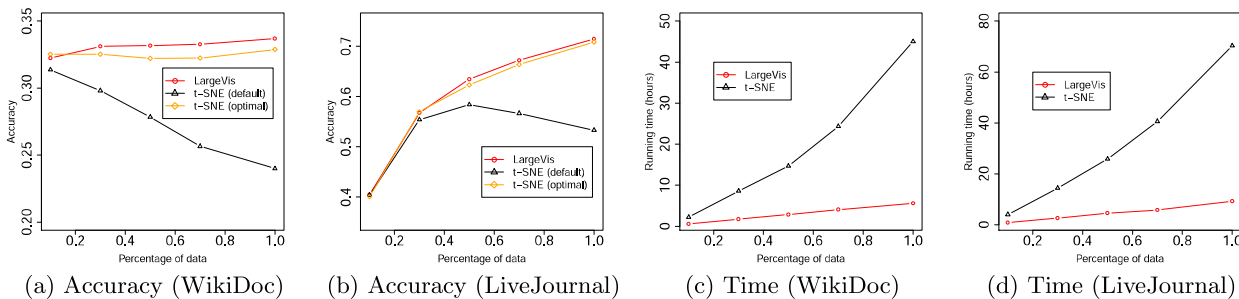 Accuracy
0.20
0.25
0.30
0.35
LargeVis
t-SNE (default)
t-SNE (optimal)
0.2
0.4
0.6
0.8
1.0
Percentage of data
(a) Accuracy (WikiDoc)
Accuracy
0.4
0.5
0.6
0.7
LargeVis
t-SNE (default)
t-SNE (optimal)
0.2
0.4
0.6
0.8
1.0
Percentage of data
(b) Accuracy (LiveJournal)
Running time (hours)
0
10
20
30
40
50
LargeVis
t-SNE
0.2
0.4
0.6
0.8
1.0
Percentage of data
(c) Time (WikiDoc)
Running time (hours)
0
20
40
60
80
LargeVis
t-SNE
0.2
0.4
0.6
0.8
1.0
Percentage of data
(d) Time (LiveJournal)